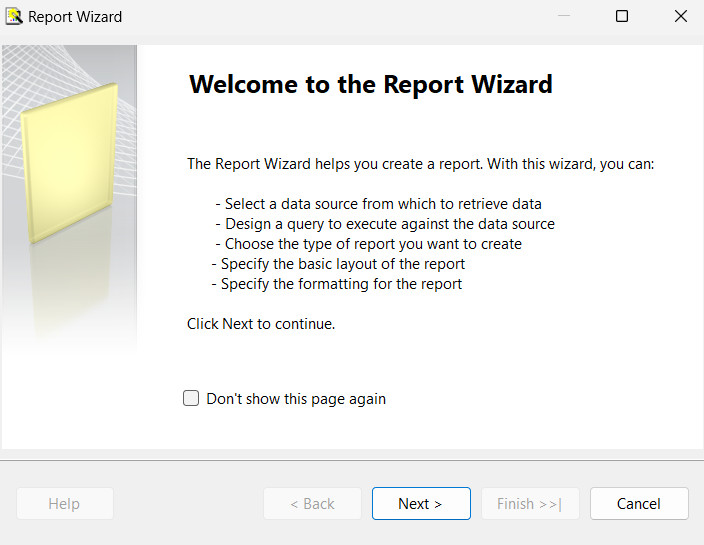 Report Wizard
Welcome to the Report Wizard
The Report Wizard helps you create a report. With this wizard, you can:
- Select a data source from which to retrieve data
- Design a query to execute against the data source
- Choose the type of report you want to create
- Specify the basic layout of the report
- Specify the formatting for the report
Click Next to continue.
Don't show this page again
Help
< Back
Next >
Finish >>|
Cancel